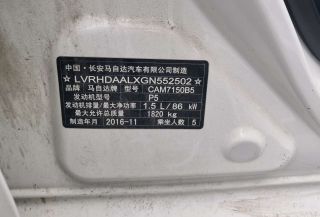 中国·长安马自达汽车有限公司制造
★LVRHDAALXGN552502★
品牌 马自达牌 型号 CAM7150B5
发动机型号 P5
发动机排量/最大净功率 1.5 L/86 kW
最大允许总质量 1820 kg
制造年月 2016-11 乘坐人数 5